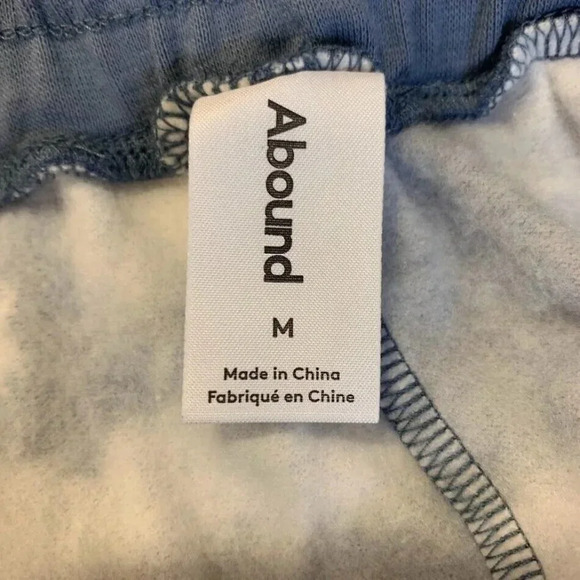 Abound
M
Made in China
Fabriqué en Chine